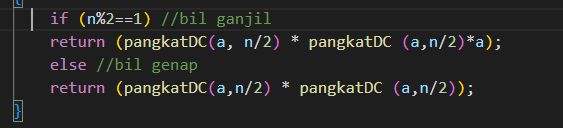 {
if (n%2==1) //bil ganjil
return (pangkatDC(a, n/2) * pangkatDC (a,n/2)*a);
else //bil genap
return (pangkatDC(a,n/2) * pangkatDC (a,n/2));
}